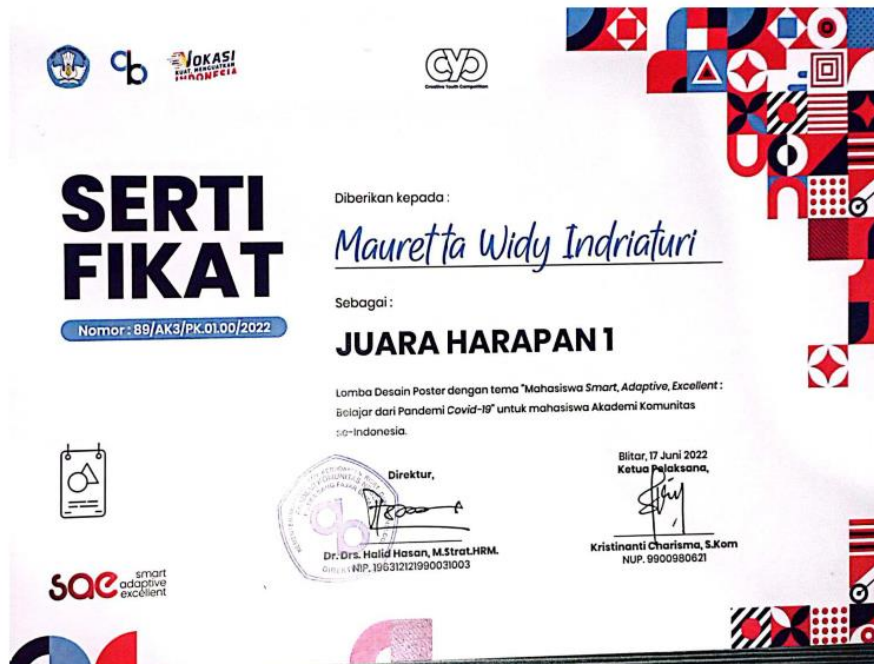 VOKASI
KUAT, MENGUATKAN
INDONESIA
Creative Youth Competition
SERTI
FIKAT
Nomor : 89/AK3/PK.01.00/2022
Diberikan kepada :
Mauretta Widy Indriaturi
Sebagai :
JUARA HARAPAN 1
Lomba Desain Poster dengan tema "Mahasiswa Smart, Adaptive, Excellent :
Belajar dari Pandemi Covid-19" untuk mahasiswa Akademi Komunitas
se-Indonesia.
Direktur,
Dr. Drs. Halid Hasan, M.Strat.HRM.
NIP. 196312121990031003
Blitar, 17 Juni 2022
Ketua Pelaksana,
Kristinanti Charisma, S.Kom
NUP. 9900980621
sae smart
adaptive
excellent